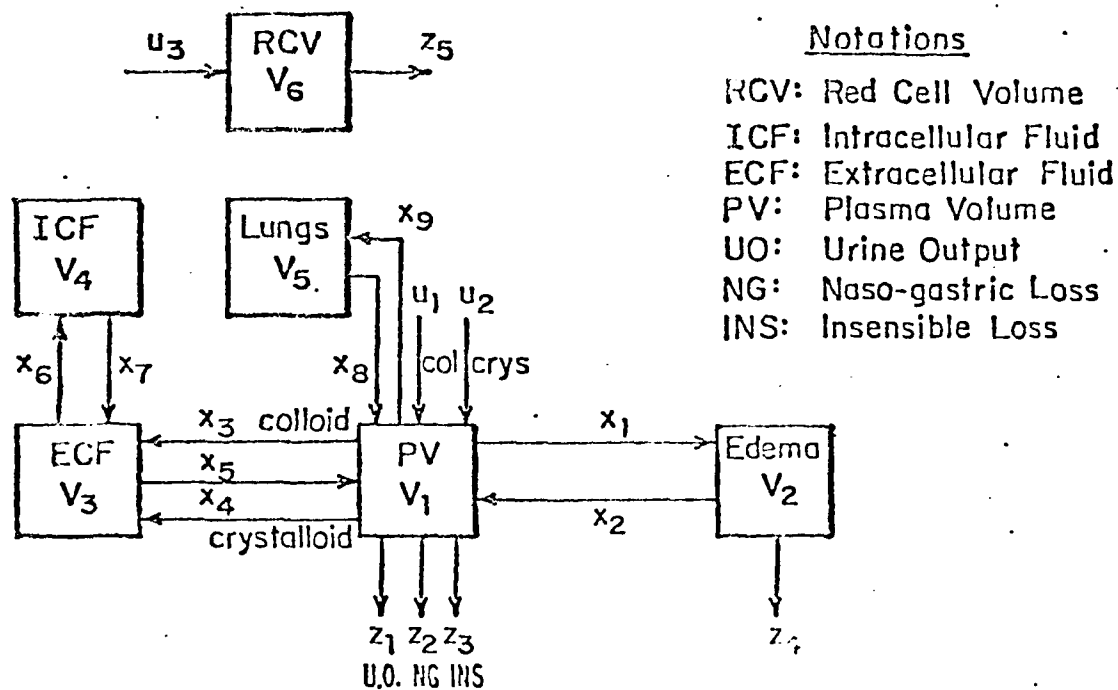 u3
RCV
V6
z5
Notations
RCV: Red Cell Volume
ICF: Intracellular Fluid
ECF: Extracellular Fluid
PV: Plasma Volume
UO: Urine Output
NG: Naso-gastric Loss
INS: Insensible Loss
ICF
V4
Lungs
V5
x9
u1
u2
x6
x7
x8
col
crys
ECF
V3
x3
colloid
x5
x4
crystalloid
PV
V1
x1
x2
Edema
V2
z1
z2
z3
U.O. NG INS